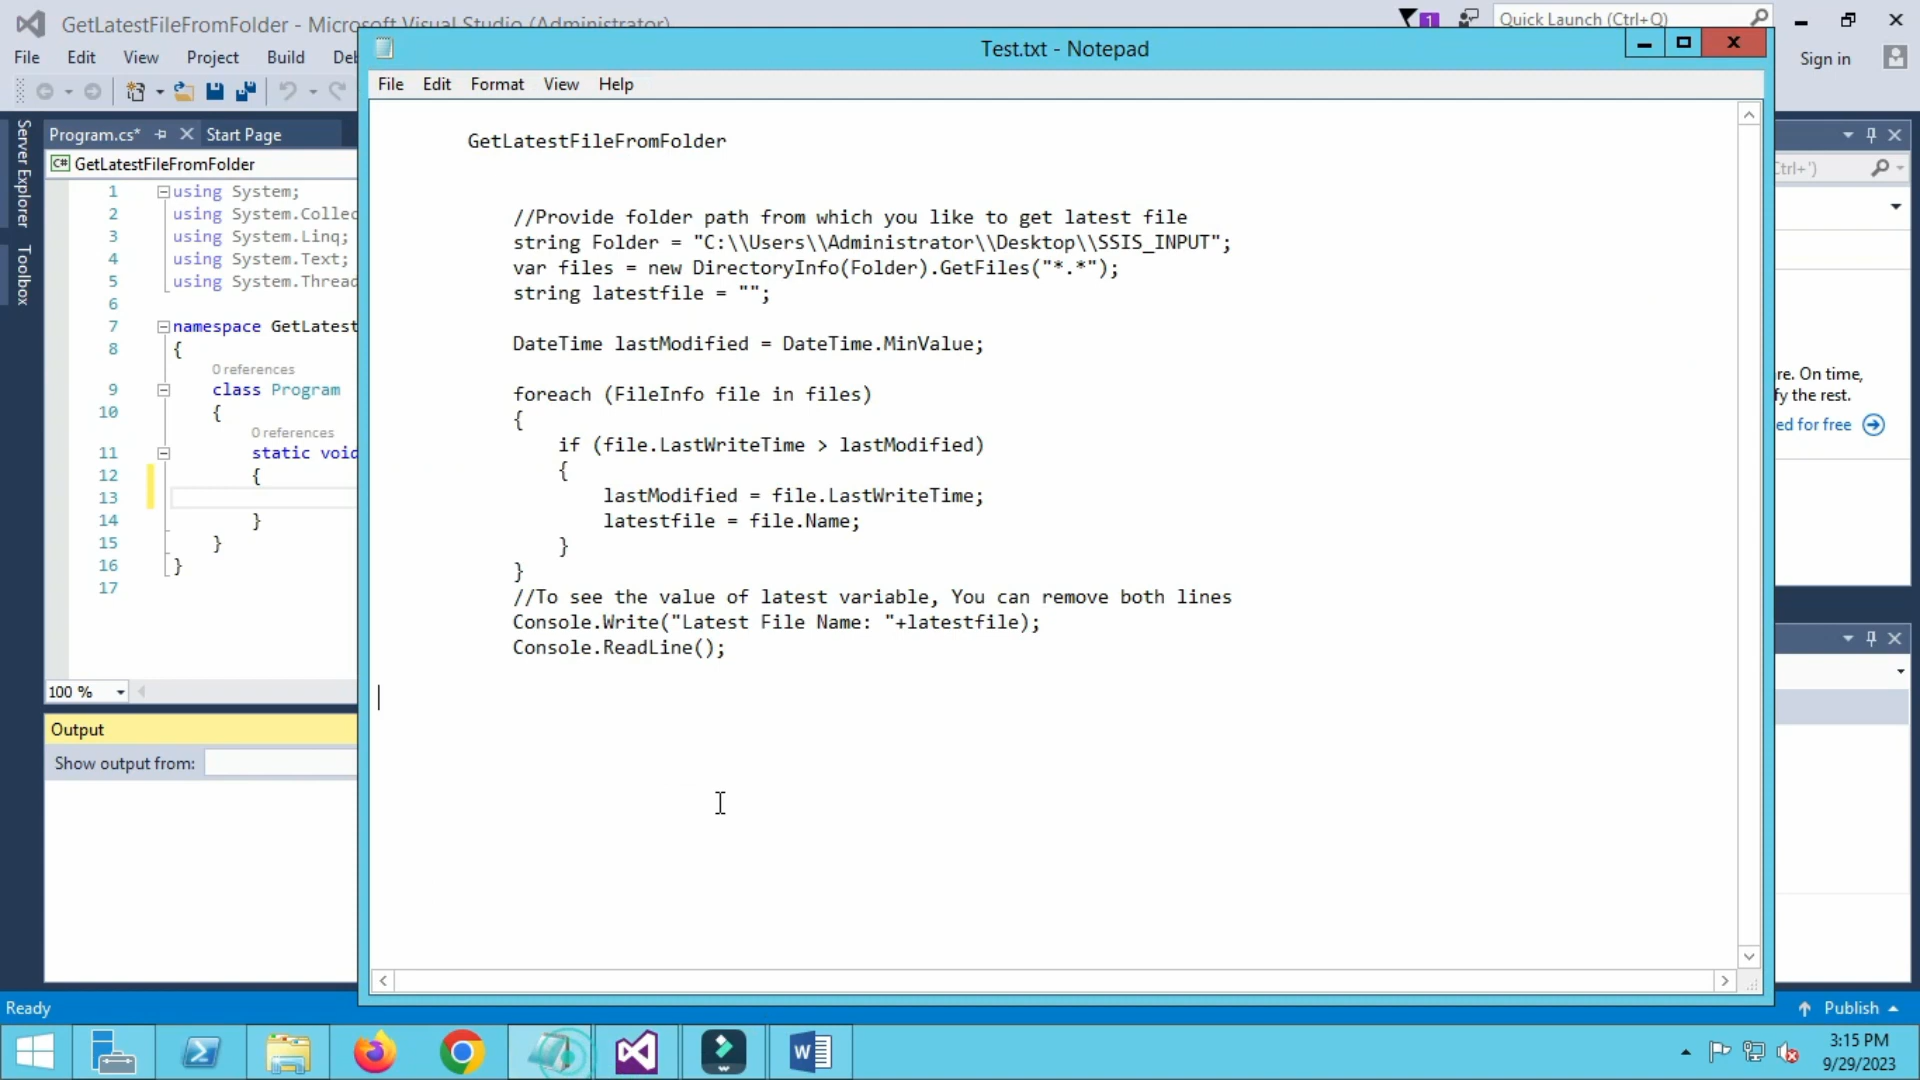 GetLatestFileFromFolder - Microsoft Visual Studio (Administrator)
1
Quick Launch (Ctrl+Q)
File Edit View Project Build
Sign in
Test.txt - Notepad
File Edit Format View Help
Server Explorer
Toolbox
Program.cs*
Start Page
GetLatestFileFromFolder
1 using System;
2 using System.Collec
3 using System.Linq;
4 using System.Text;
5 using System.Thread
6
7 namespace GetLatest
8 {
0 references
9 class Program
10 {
0 references
11 static void
12 {
13
14 }
15 }
16 }
17
100 %
Output
Show output from:
GetLatestFileFromFolder
//Provide folder path from which you like to get latest file
string Folder = "C:\\Users\\Administrator\\Desktop\\SSIS_INPUT";
var files = new DirectoryInfo(Folder).GetFiles("*.*");
string latestfile = "";
DateTime lastModified = DateTime.MinValue;
foreach (FileInfo file in files)
{
if (file.LastWriteTime > lastModified)
{
lastModified = file.LastWriteTime;
latestfile = file.Name;
}
}
//To see the value of latest variable, You can remove both lines
Console.Write("Latest File Name: "+latestfile);
Console.ReadLine();
Ctrl+')
re. On time,
fy the rest.
ed for free
Ready
Publish
3:15 PM
9/29/2023